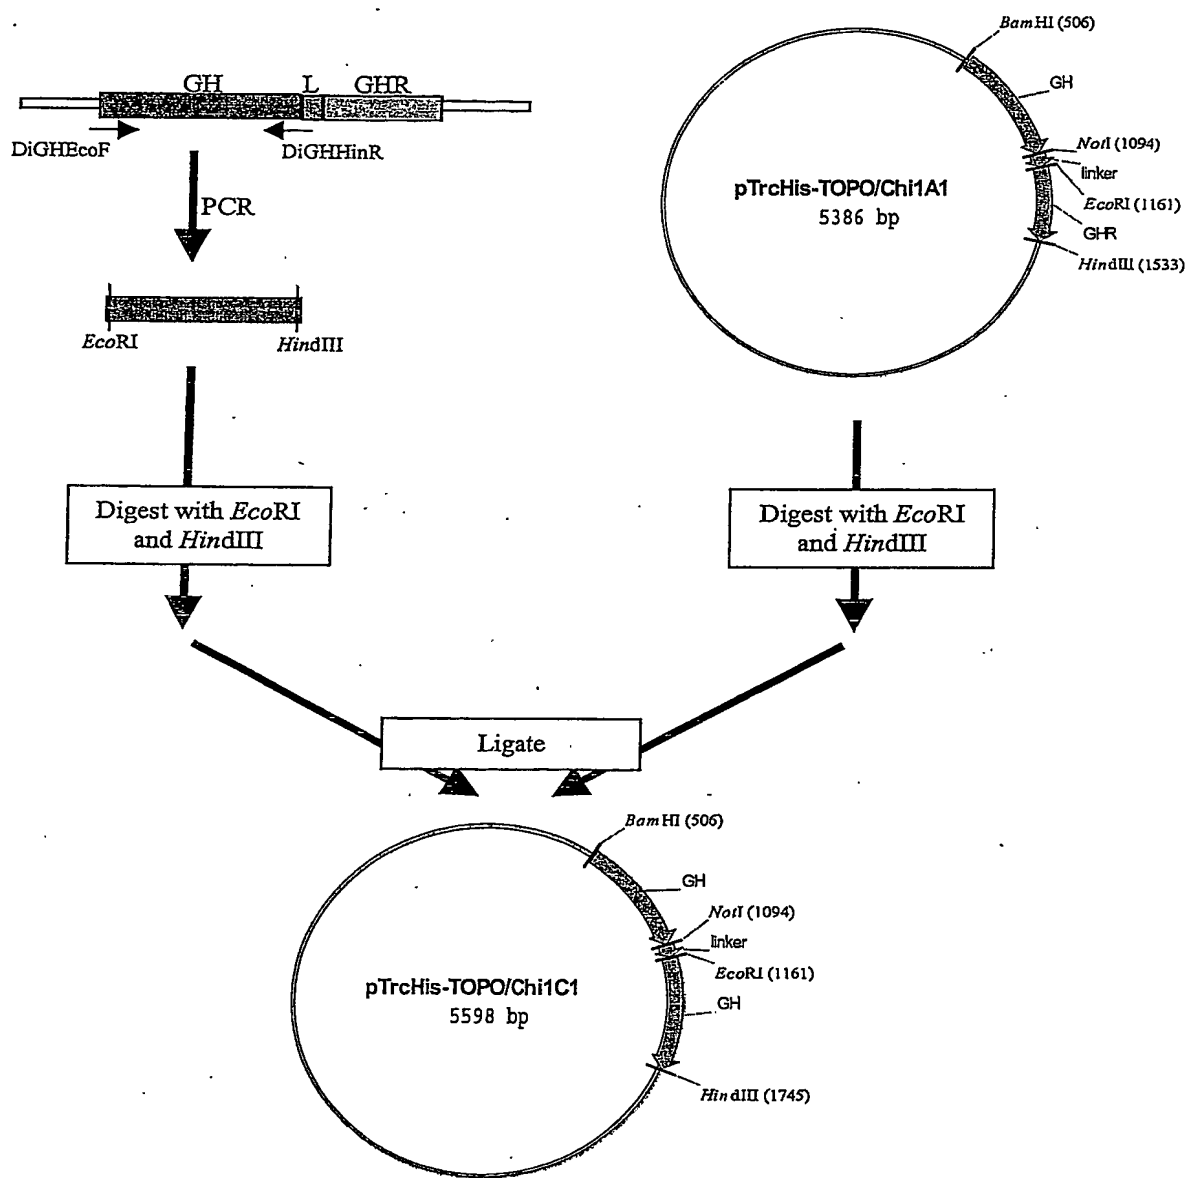 GH L GHR
DiGHEcoF
DiGHHinR
PCR
EcoRI
HindIII
Digest with EcoRI
and HindIII
BamHI (506)
GH
NotI (1094)
linker
EcoRI (1161)
GHR
HindIII (1533)
pTrcHis-TOPO/Chi1A1
5386 bp
Digest with EcoRI
and HindIII
Ligate
BamHI (506)
GH
NotI (1094)
linker
EcoRI (1161)
GH
HindIII (1745)
pTrcHis-TOPO/Chi1C1
5598 bp